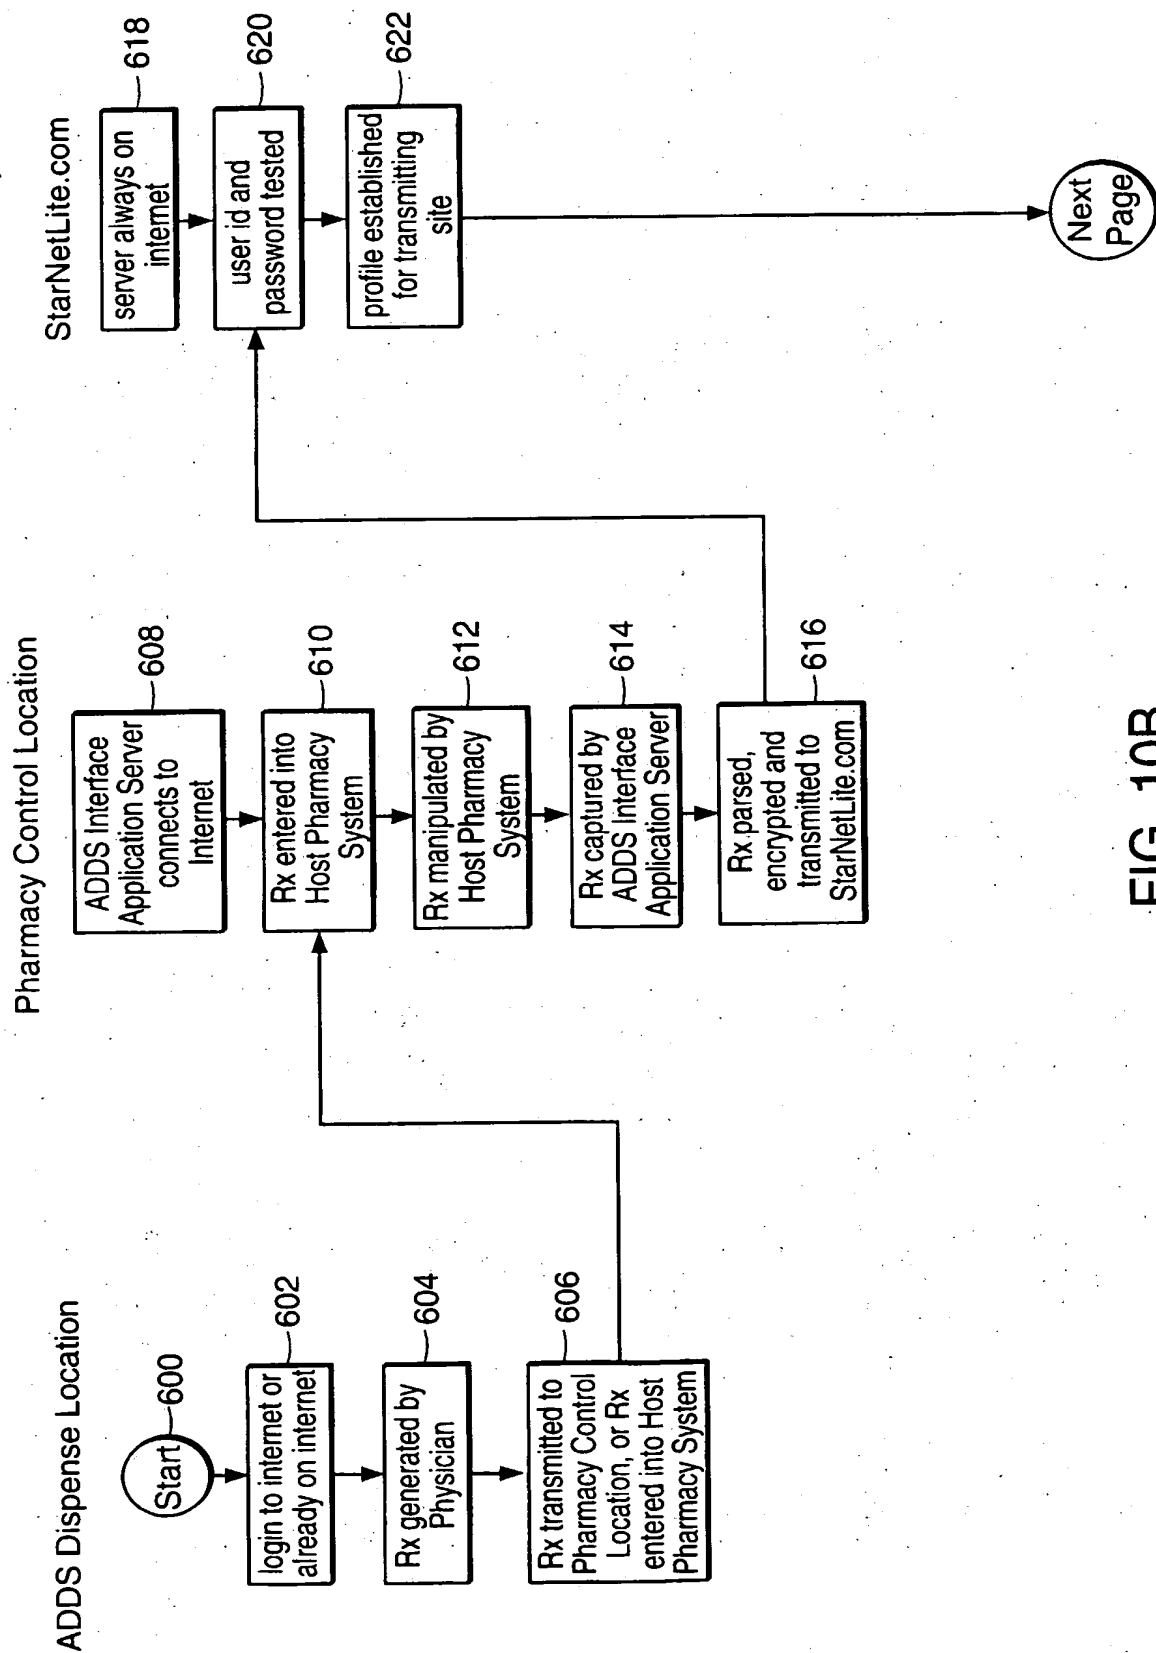 ADDS Dispense Location
Start
600
login to internet or
already on internet
602
Rx generated by
Physician
604
Rx transmitted to
Pharmacy Control
Location, or Rx
entered into Host
Pharmacy System
606
Pharmacy Control Location
ADDS Interface
Application Server
connects to
Internet
608
Rx entered into
Host Pharmacy
System
610
Rx manipulated by
Host Pharmacy
System
612
Rx captured by
ADDS Interface
Application Server
614
Rx parsed,
encrypted and
transmitted to
StarNetLite.com
616
StarNetLite.com
server always on
internet
618
user id and
password tested
620
profile established
for transmitting
site
622
Next
Page
FIG. 10B